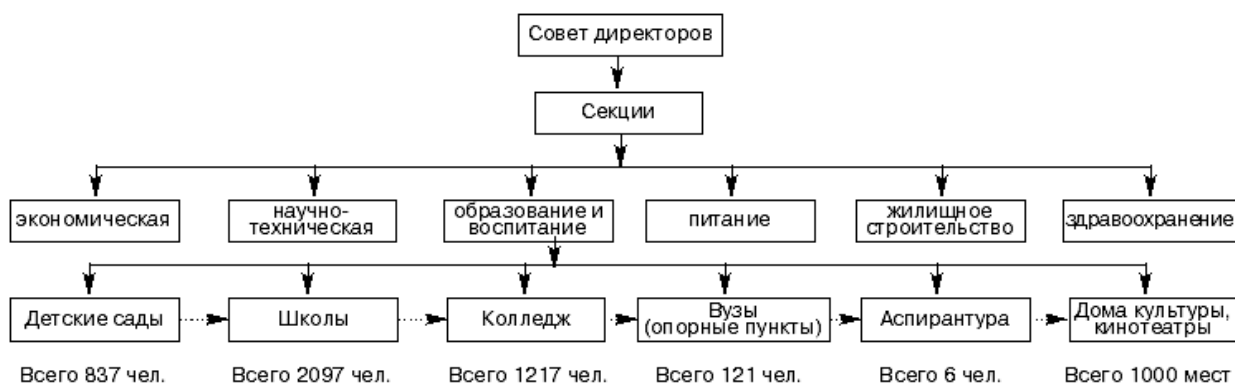 Совет директоров
Секции
экономическая
научно-
техническая
образование и
воспитание
питание
жилищное
строительство
здравоохранение
Детские сады
Школы
Колледж
Вузы
(опорные пункты)
Аспирантура
Дома культуры,
кинотеатры
Всего 837 чел.
Всего 2097 чел.
Всего 1217 чел.
Всего 121 чел.
Всего 6 чел.
Всего 1000 мест